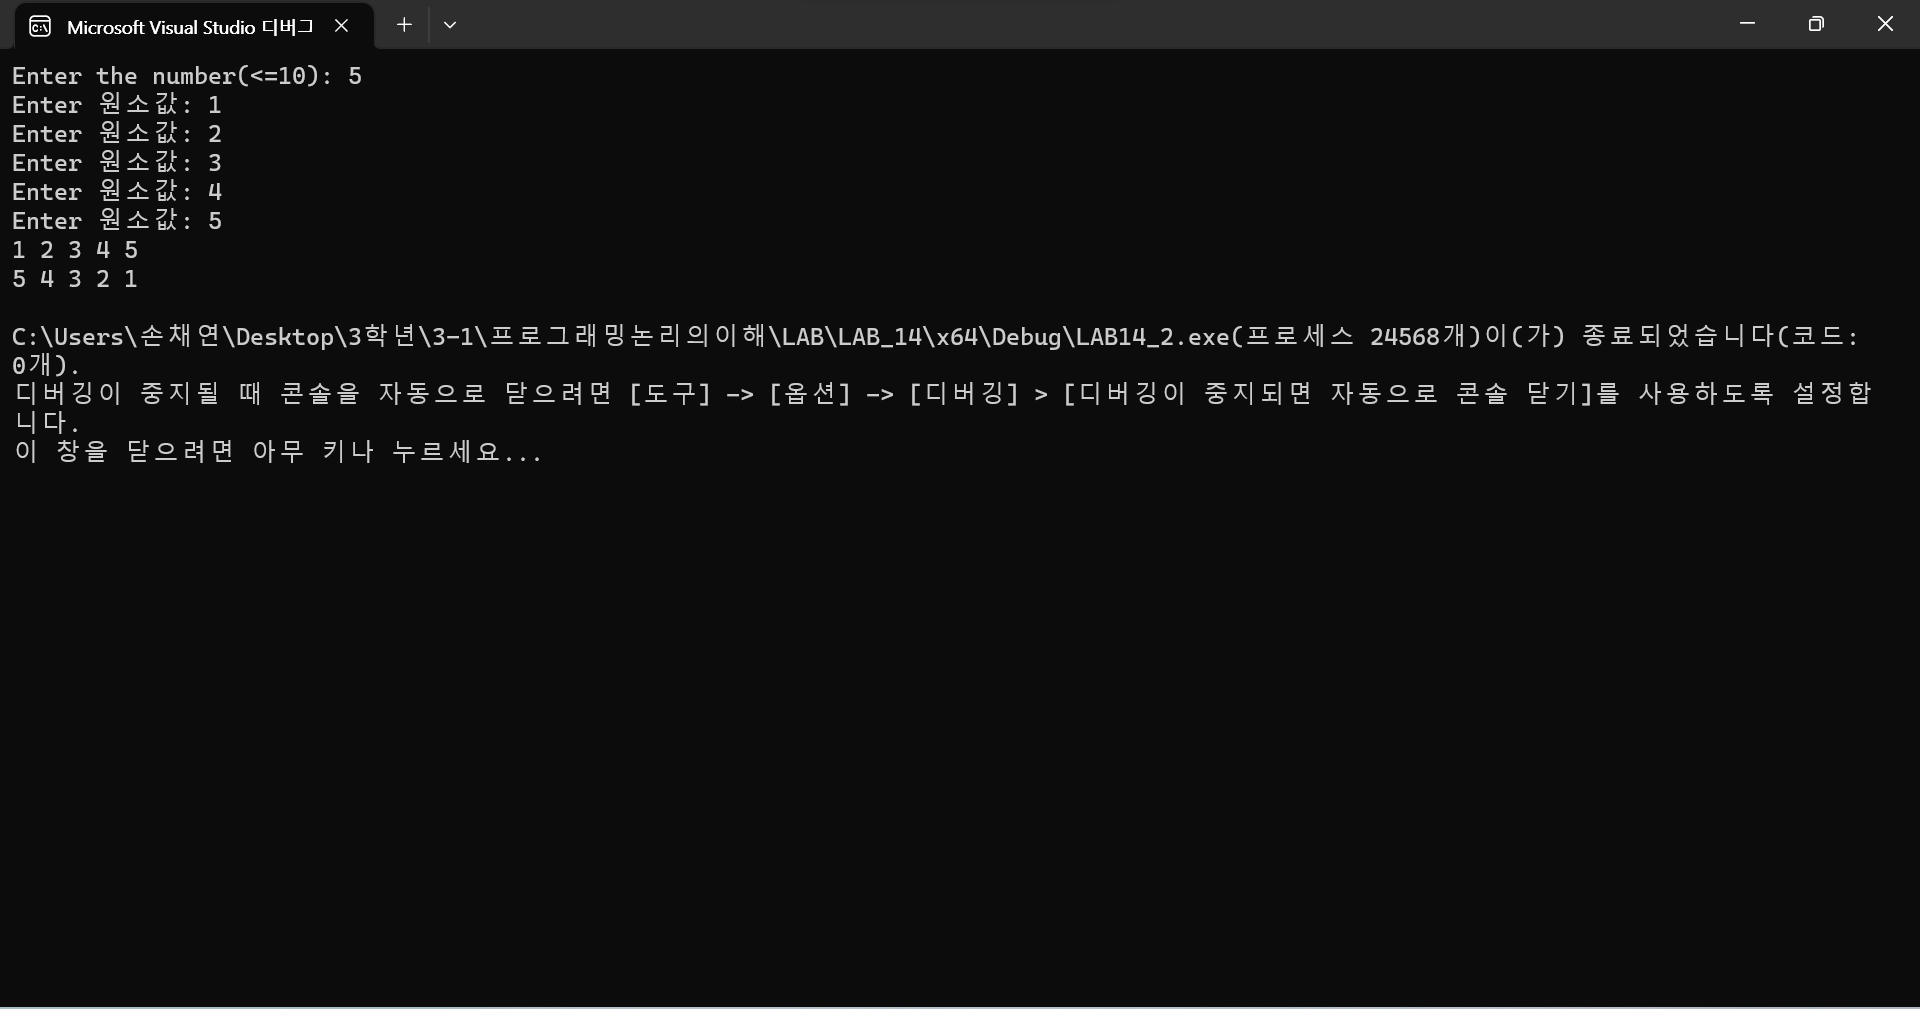 Microsoft Visual Studio 디버그
Enter the number(<=10): 5
Enter 원소값: 1
Enter 원소값: 2
Enter 원소값: 3
Enter 원소값: 4
Enter 원소값: 5
1 2 3 4 5
5 4 3 2 1
C:\Users\손채연\Desktop\3학년\3-1\프로그래밍논리의이해\LAB\LAB_14\x64\Debug\LAB14_2.exe(프로세스 24568개)이(가) 종료되었습니다(코드:
0개).
디버깅이 중지될 때 콘솔을 자동으로 닫으려면 [도구] -> [옵션] -> [디버깅] > [디버깅이 중지되면 자동으로 콘솔 닫기]를 사용하도록 설정합
니다.
이 창을 닫으려면 아무 키나 누르세요...